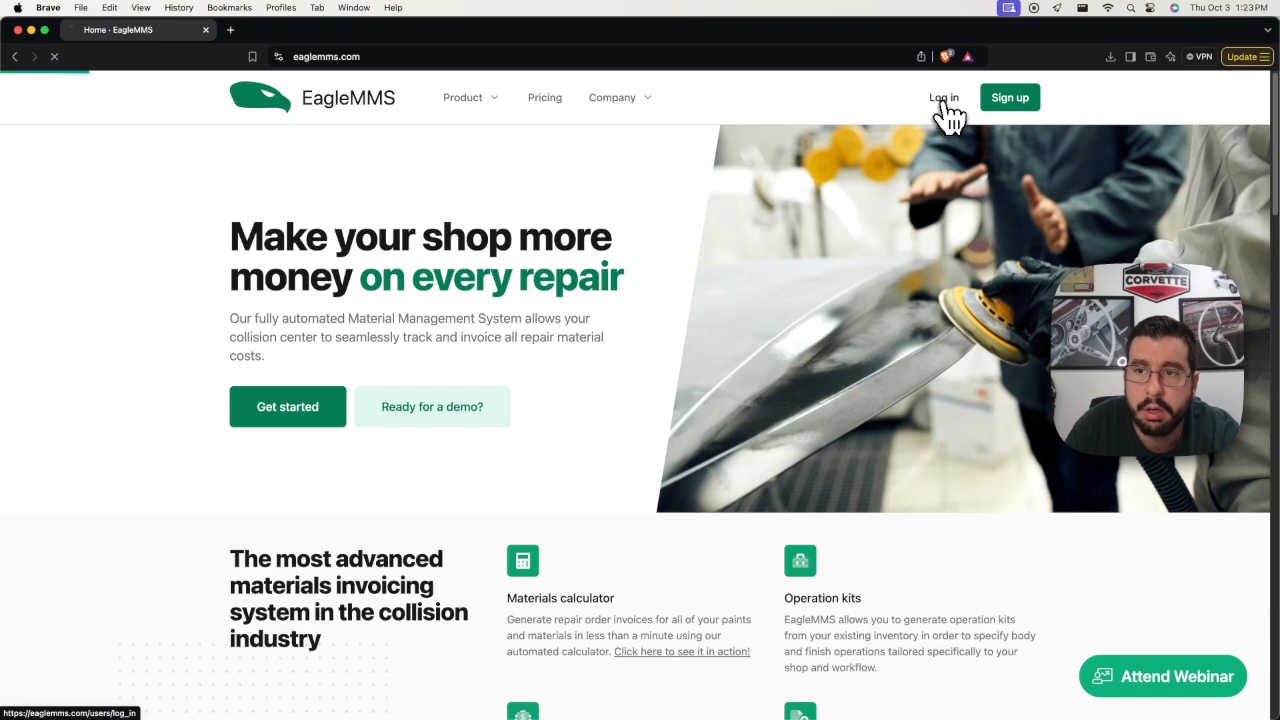 Brave File Edit View History Bookmarks Profiles Tab Window Help
Thu Oct 3 1:23 PM
Home · EagleMMS
eaglemms.com
VPN
Update
EagleMMS
Product
Pricing
Company
Log in
Sign up
Make your shop more
money on every repair
Our fully automated Material Management System allows your
collision center to seamlessly track and invoice all repair material
costs.
Get started
Ready for a demo?
CORVETTE
The most advanced
materials invoicing
system in the collision
industry
Materials calculator
Generate repair order invoices for all of your paints
and materials in less than a minute using our
automated calculator. Click here to see it in action!
Operation kits
EagleMMS allows you to generate operation kits
from your existing inventory in order to specify body
and finish operations tailored specifically to your
shop and workflow.
Attend Webinar
https://eaglemms.com/users/log_in